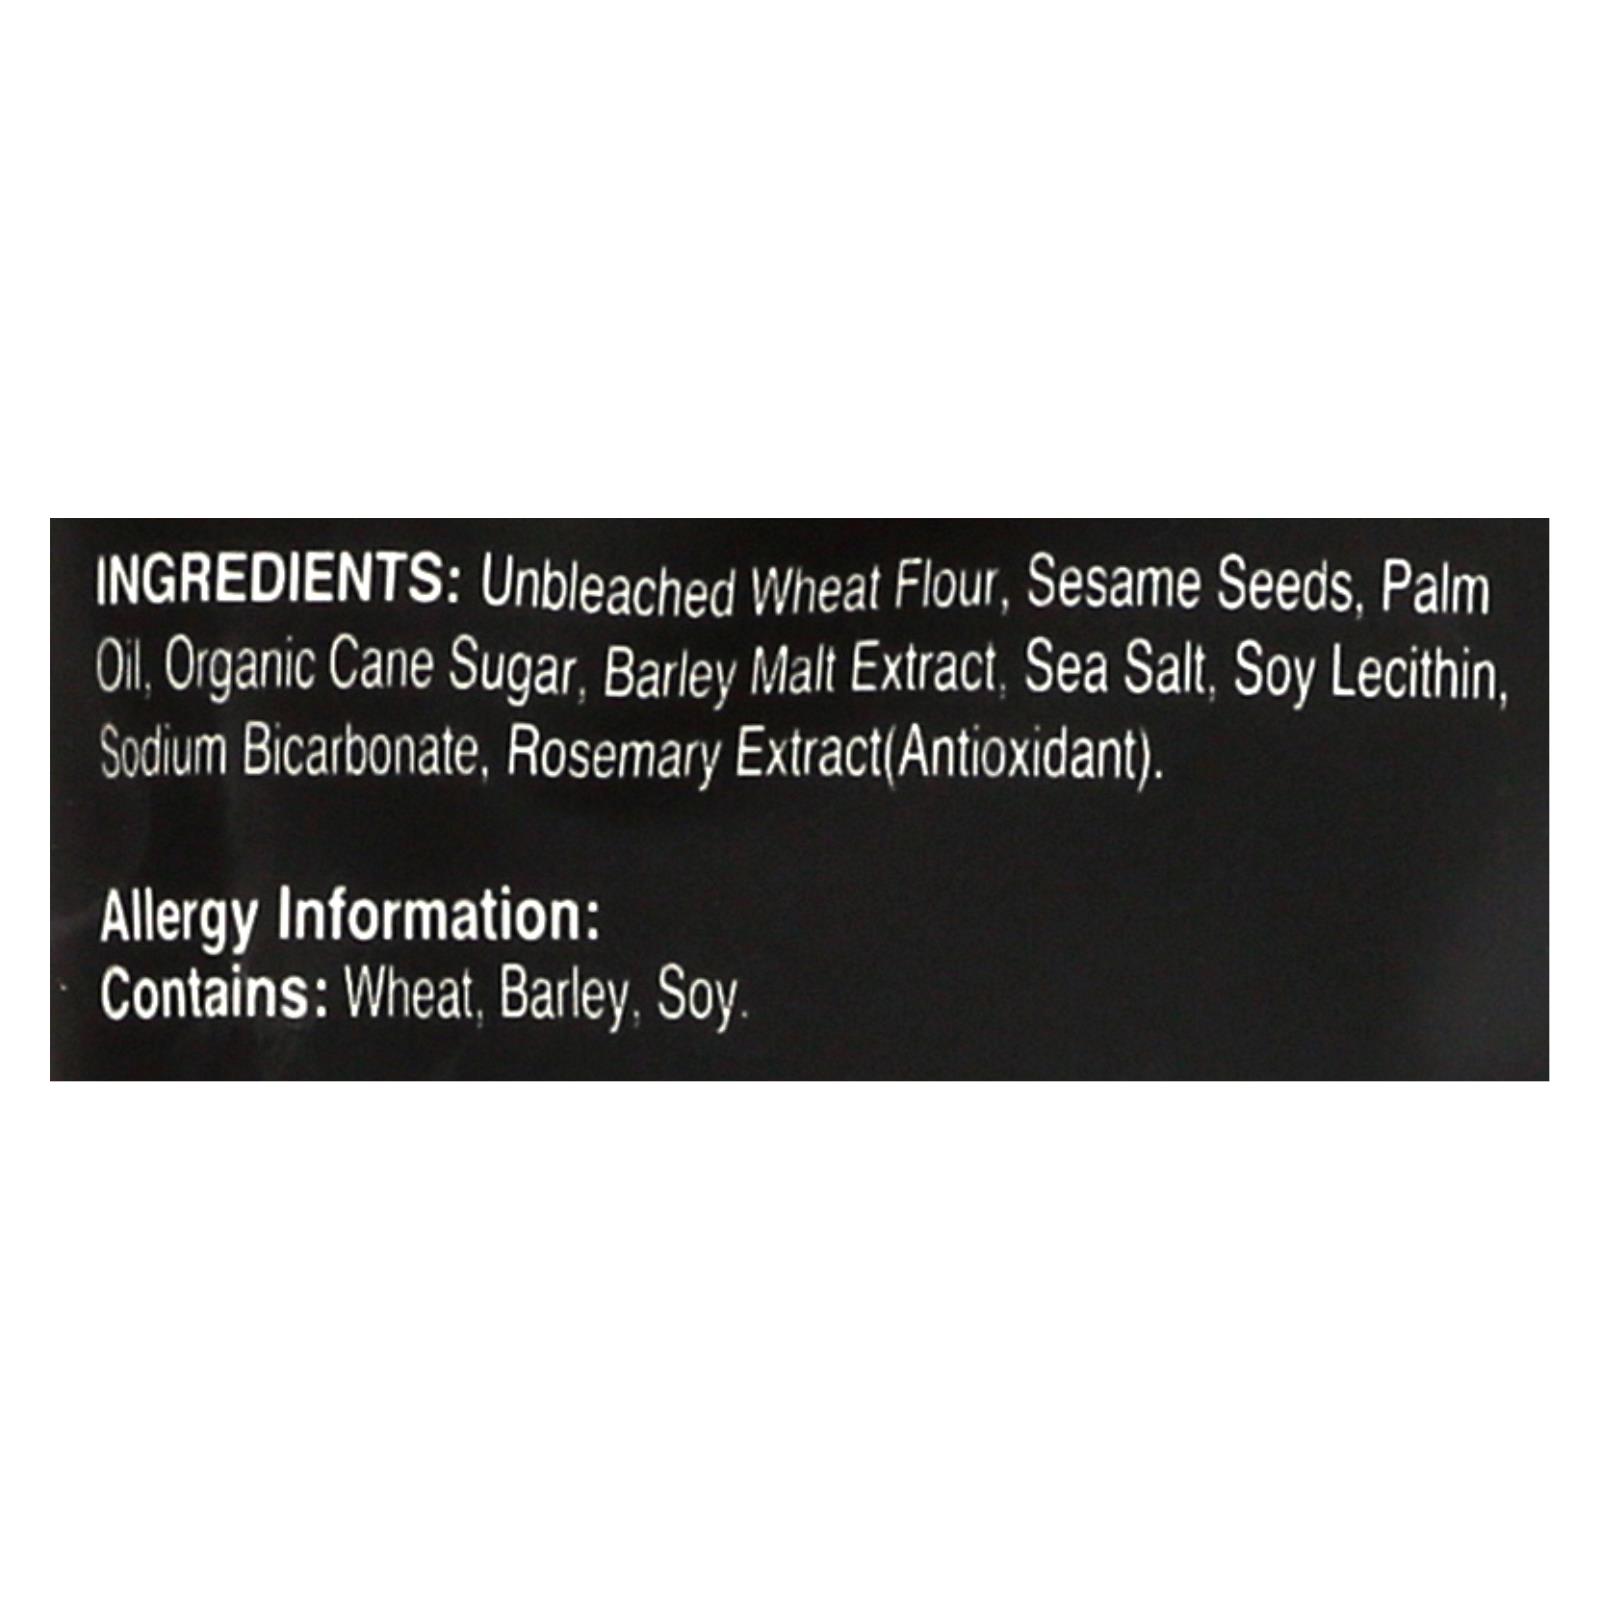 INGREDIENTS: Unbleached Wheat Flour, Sesame Seeds, Palm
Oil, Organic Cane Sugar, Barley Malt Extract, Sea Salt, Soy Lecithin,
Sodium Bicarbonate, Rosemary Extract(Antioxidant).
Allergy Information:
Contains: Wheat, Barley, Soy.